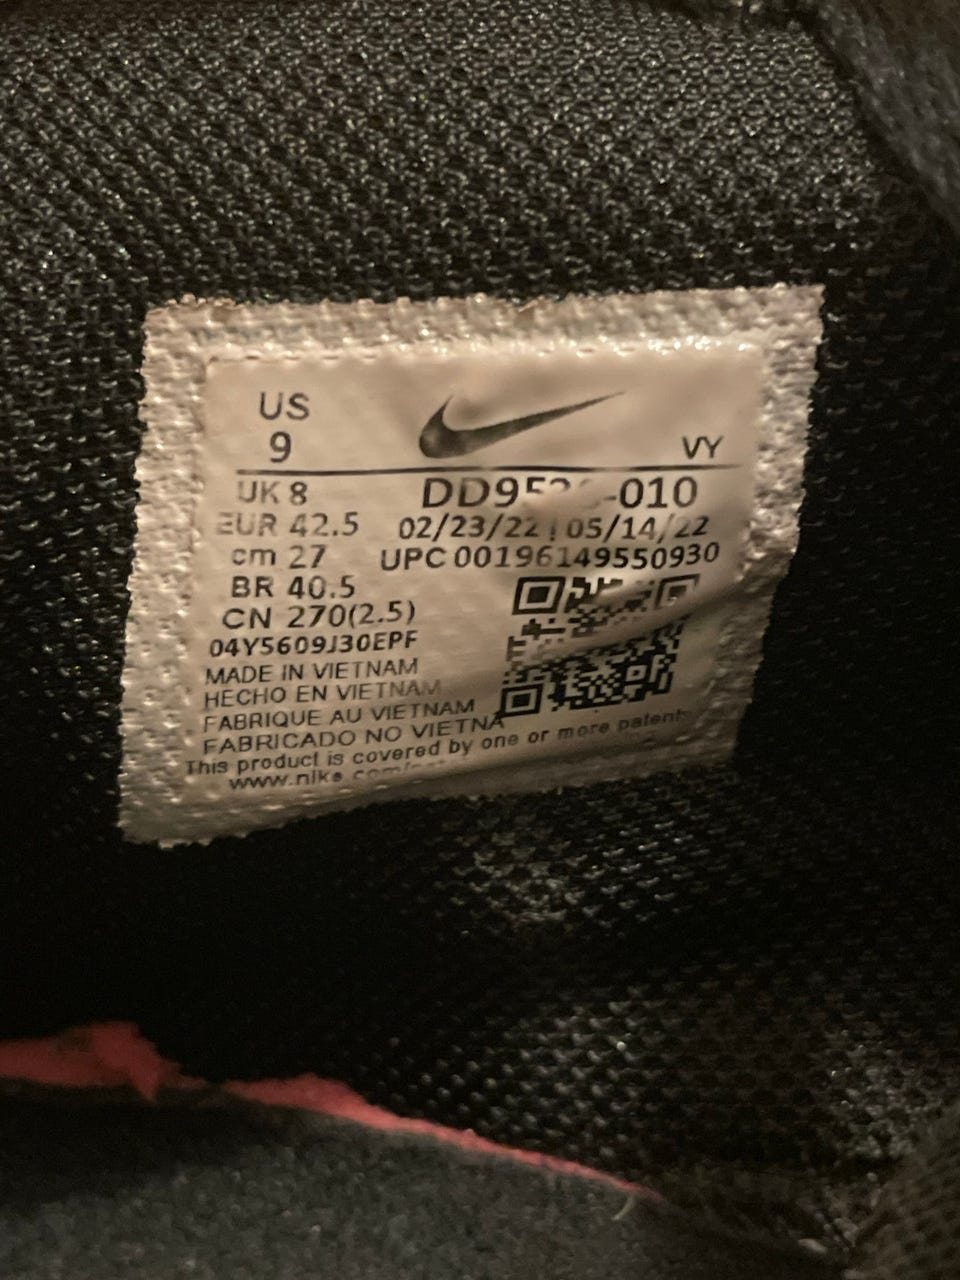 US
9
VY
UK 8
EUR 42.5
02/23/22 | 05/14/22
cm 27
UPC 00196149550930
BR 40.5
CN 270(2.5)
04Y5609J30EPF
MADE IN VIETNAM
HECHO EN VIETNAM
FABRIQUE AU VIETNAM
FABRICADO NO VIETNA
This product is covered by one or more patent